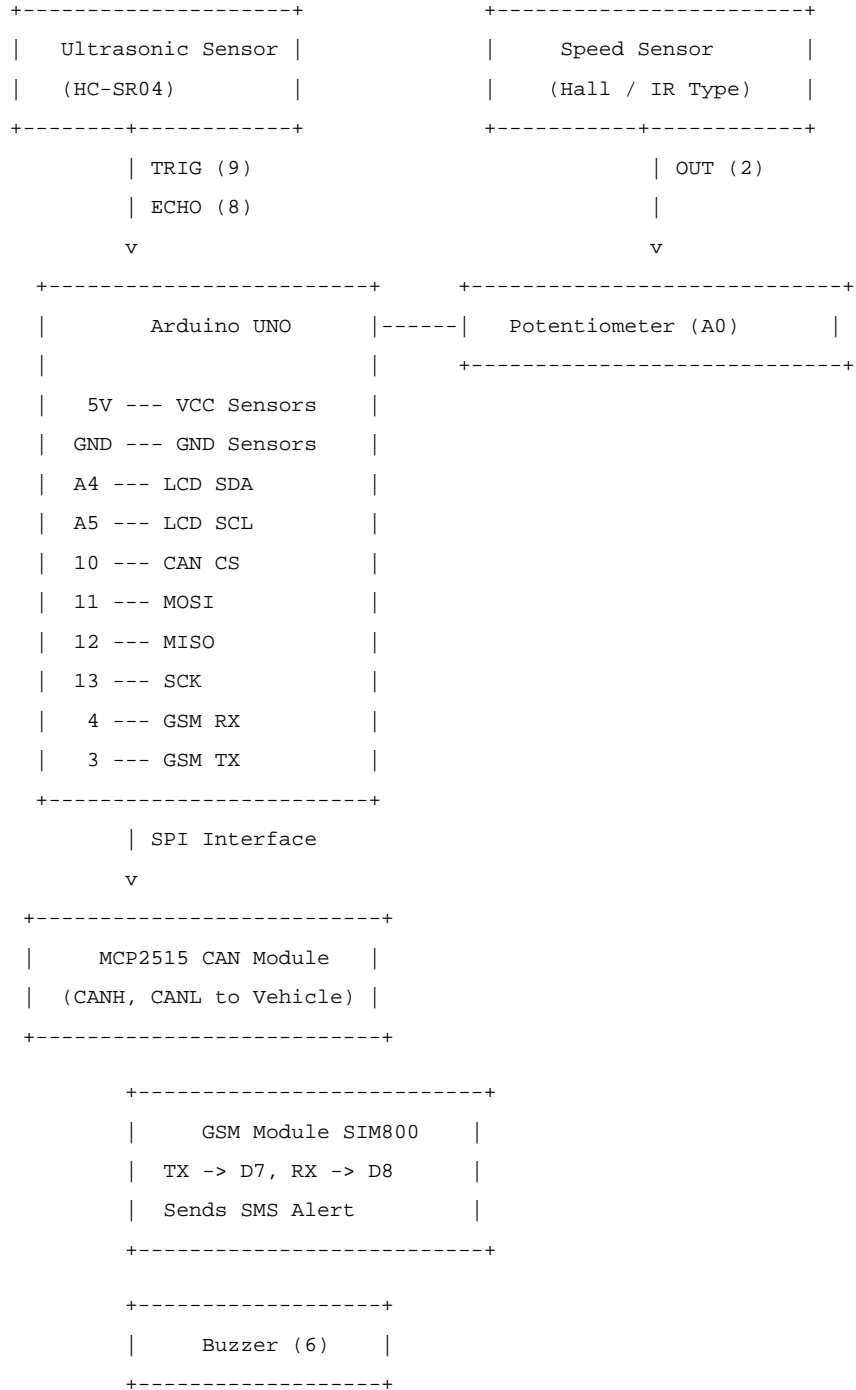 Ultrasonic Sensor
(HC-SR04)
Speed Sensor
(Hall / IR Type)
TRIG (9)
ECHO (8)
v
OUT (2)
v
Arduino UNO
5V --- VCC Sensors
GND --- GND Sensors
A4 --- LCD SDA
A5 --- LCD SCL
10 --- CAN CS
11 --- MOSI
12 --- MISO
13 --- SCK
4 --- GSM RX
3 --- GSM TX
Potentiometer (A0)
SPI Interface
v
MCP2515 CAN Module
(CANH, CANL to Vehicle)
GSM Module SIM800
TX -> D7, RX -> D8
Sends SMS Alert
Buzzer (6)